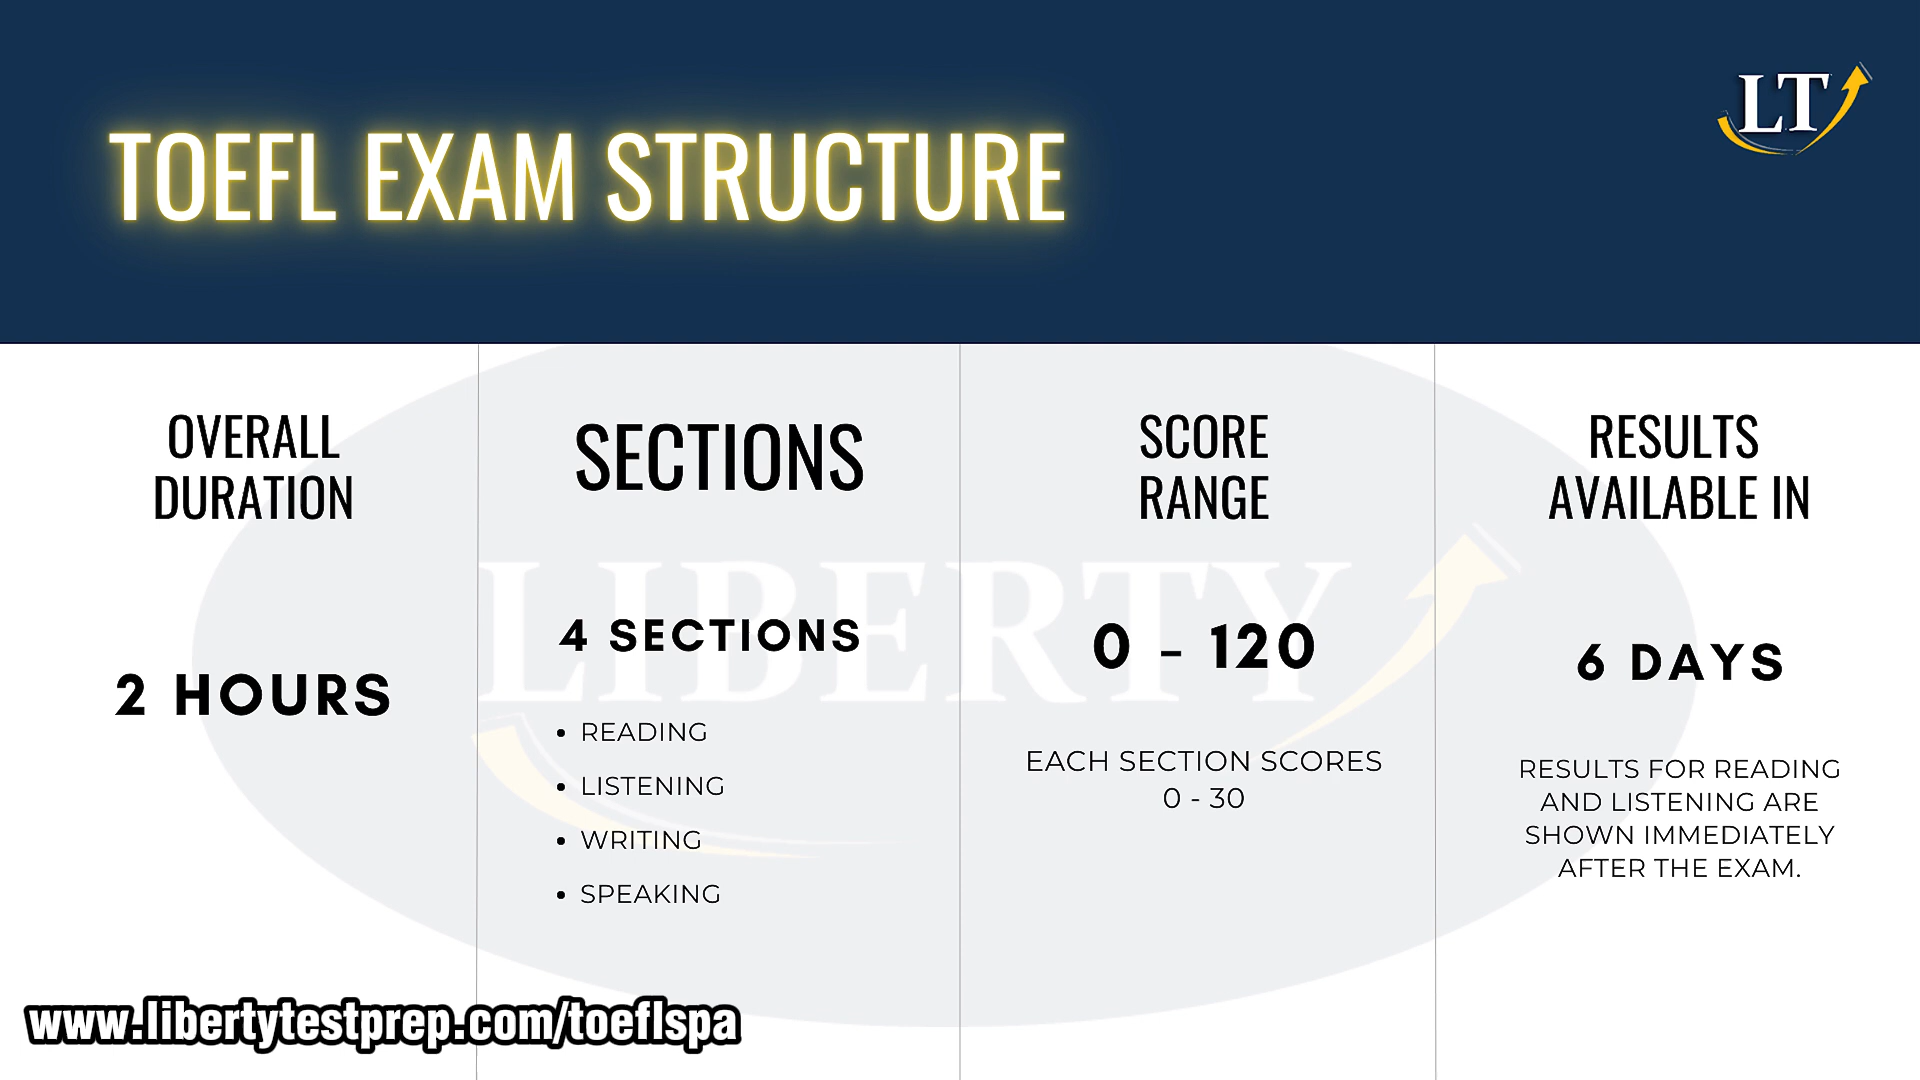 TOEFL EXAM STRUCTURE
LT
OVERALL
DURATION
2 HOURS
SECTIONS
4 SECTIONS
• READING
• LISTENING
• WRITING
• SPEAKING
SCORE
RANGE
0 - 120
EACH SECTION SCORES
0 - 30
RESULTS
AVAILABLE IN
6 DAYS
RESULTS FOR READING
AND LISTENING ARE
SHOWN IMMEDIATELY
AFTER THE EXAM.
LIBERTY
www.libertytestprep.com/toeflspa